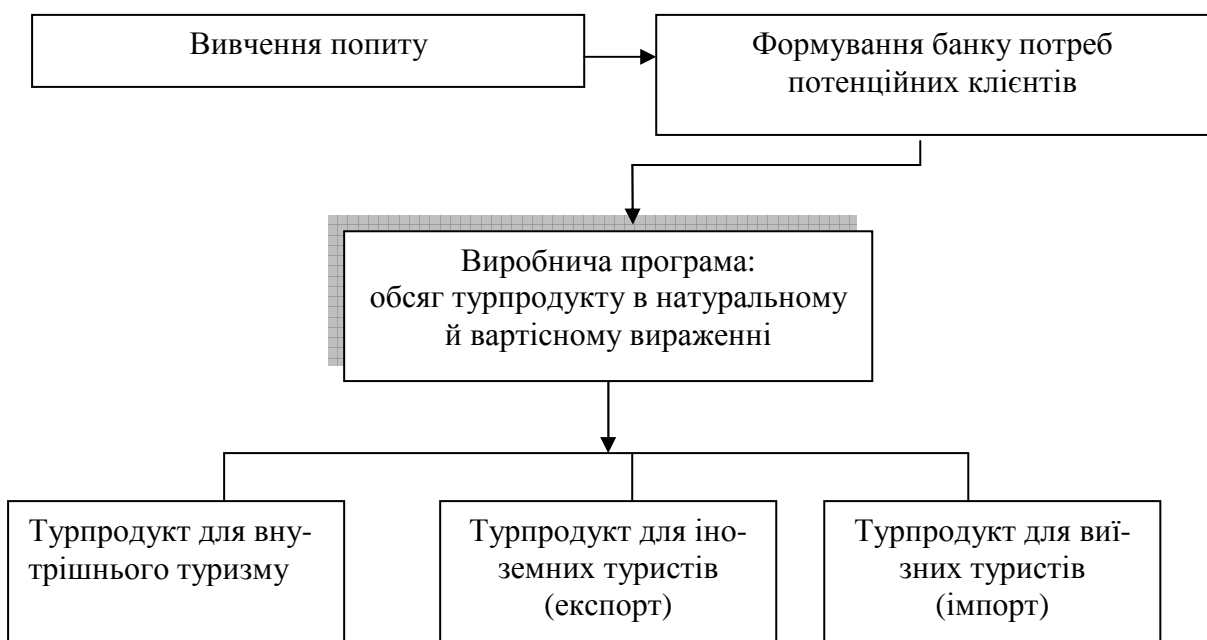 Вивчення попиту
Формування банку потреб
потенційних клієнтів
Виробнича програма:
обсяг турпродукту в натуральному
й вартісному вираженні
Турпродукт для вну-
трішнього туризму
Турпродукт для іно-
земних туристів
(експорт)
Турпродукт для виї-
зних туристів
(імпорт)